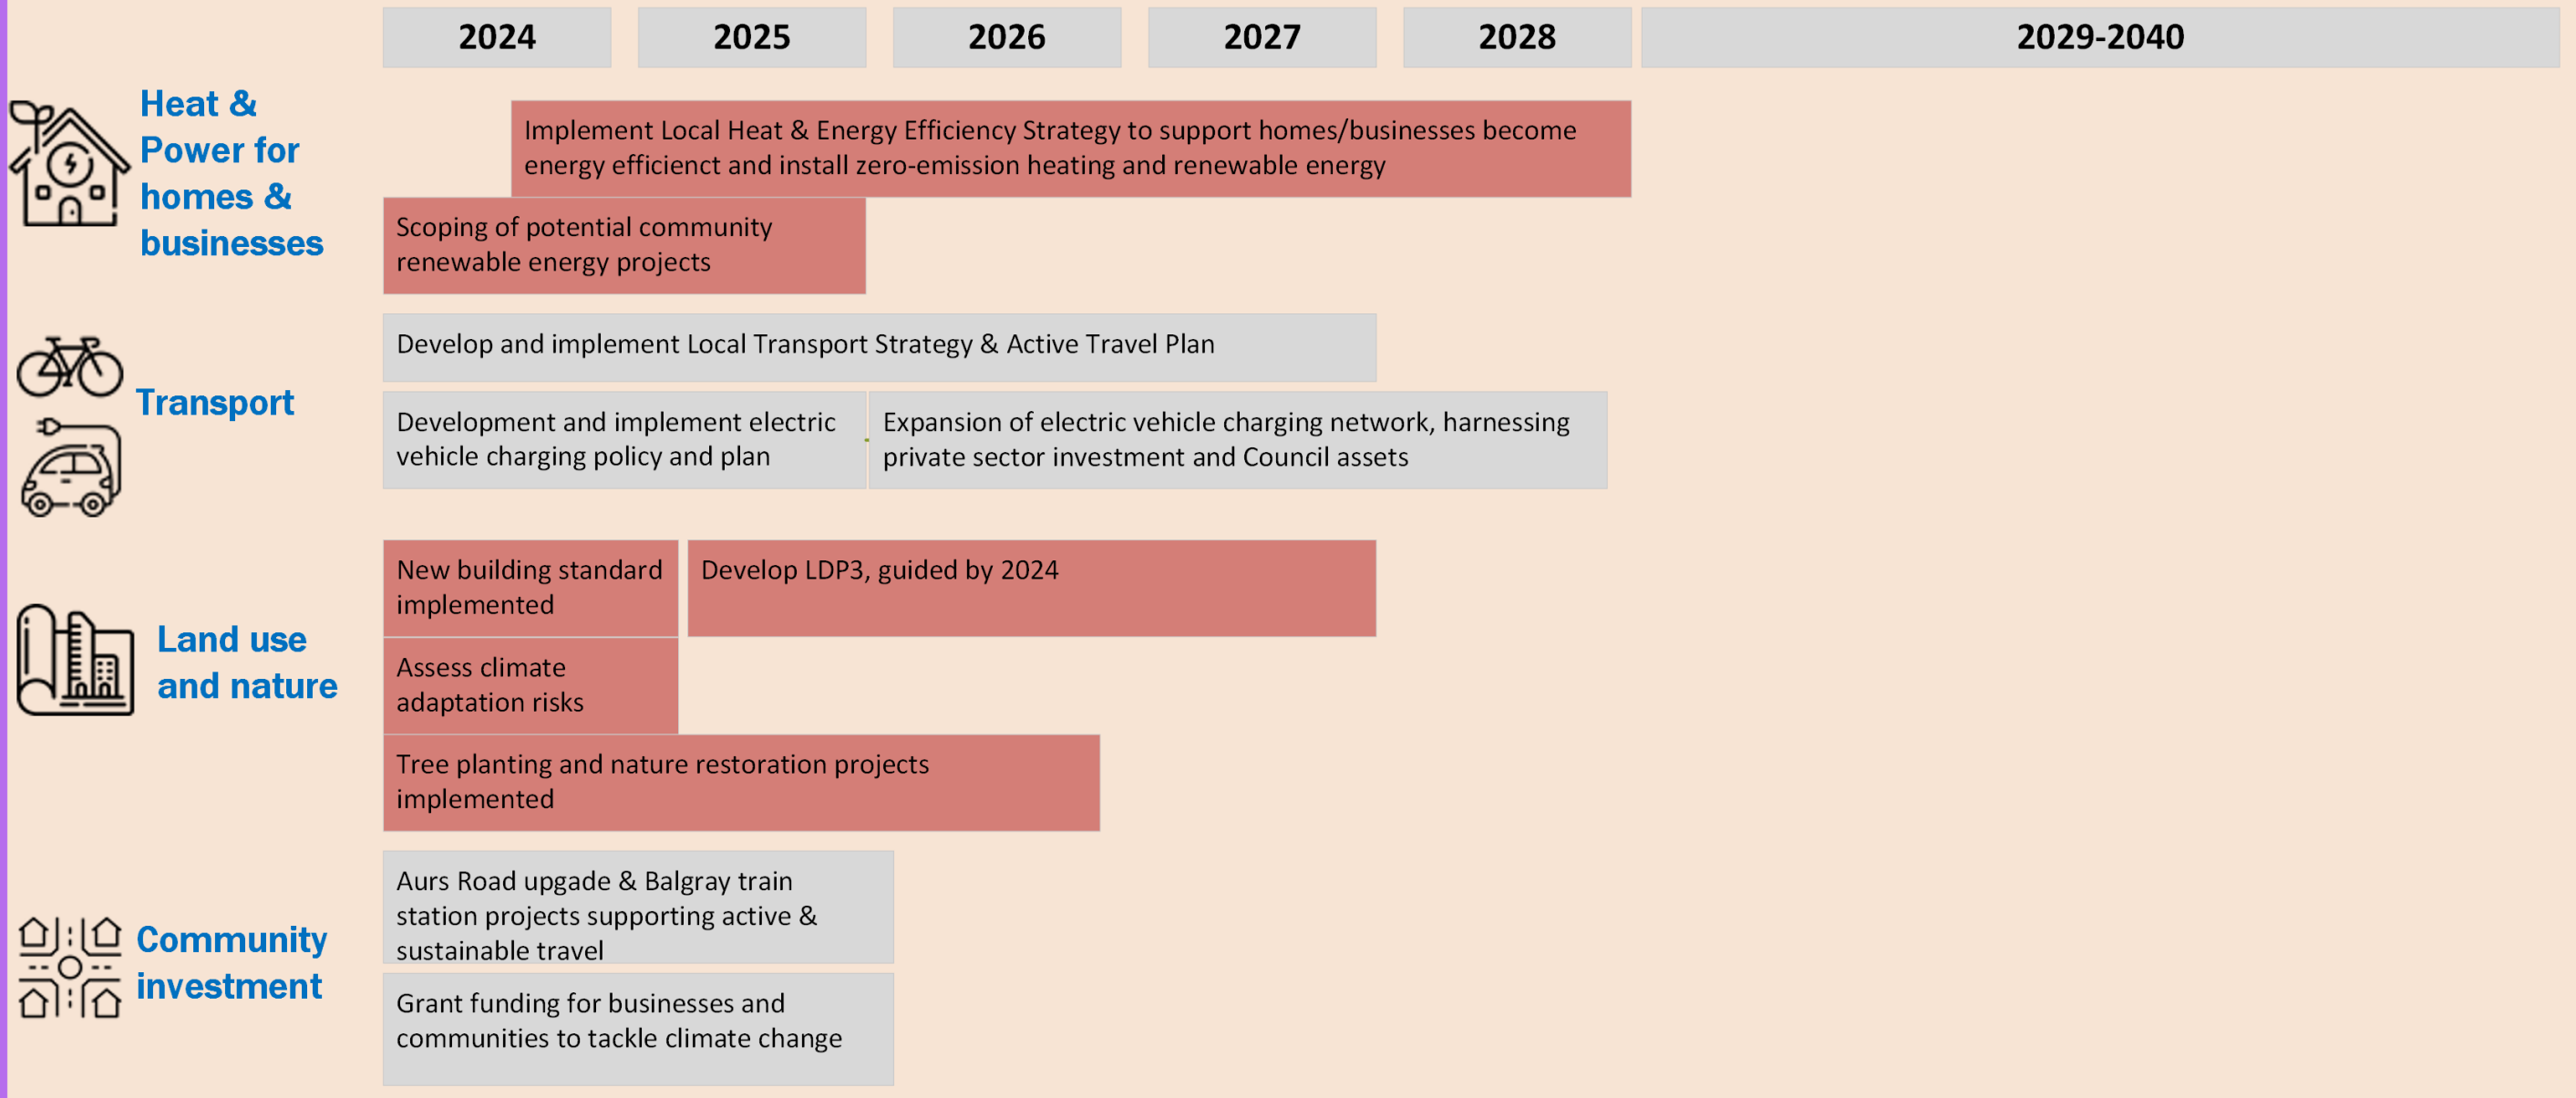 2024 2025 2026 2027 2028 2029-2040
Heat &
Power for
homes &
businesses
Implement Local Heat & Energy Efficiency Strategy to support homes/businesses become
energy efficienct and install zero-emission heating and renewable energy
Scoping of potential community
renewable energy projects
Transport
Develop and implement Local Transport Strategy & Active Travel Plan
Development and implement electric
vehicle charging policy and plan
Expansion of electric vehicle charging network, harnessing
private sector investment and Council assets
Land use
and nature
New building standard
implemented
Develop LDP3, guided by 2024
Assess climate
adaptation risks
Tree planting and nature restoration projects
implemented
Community
investment
Aurs Road upgade & Balgray train
station projects supporting active &
sustainable travel
Grant funding for businesses and
communities to tackle climate change